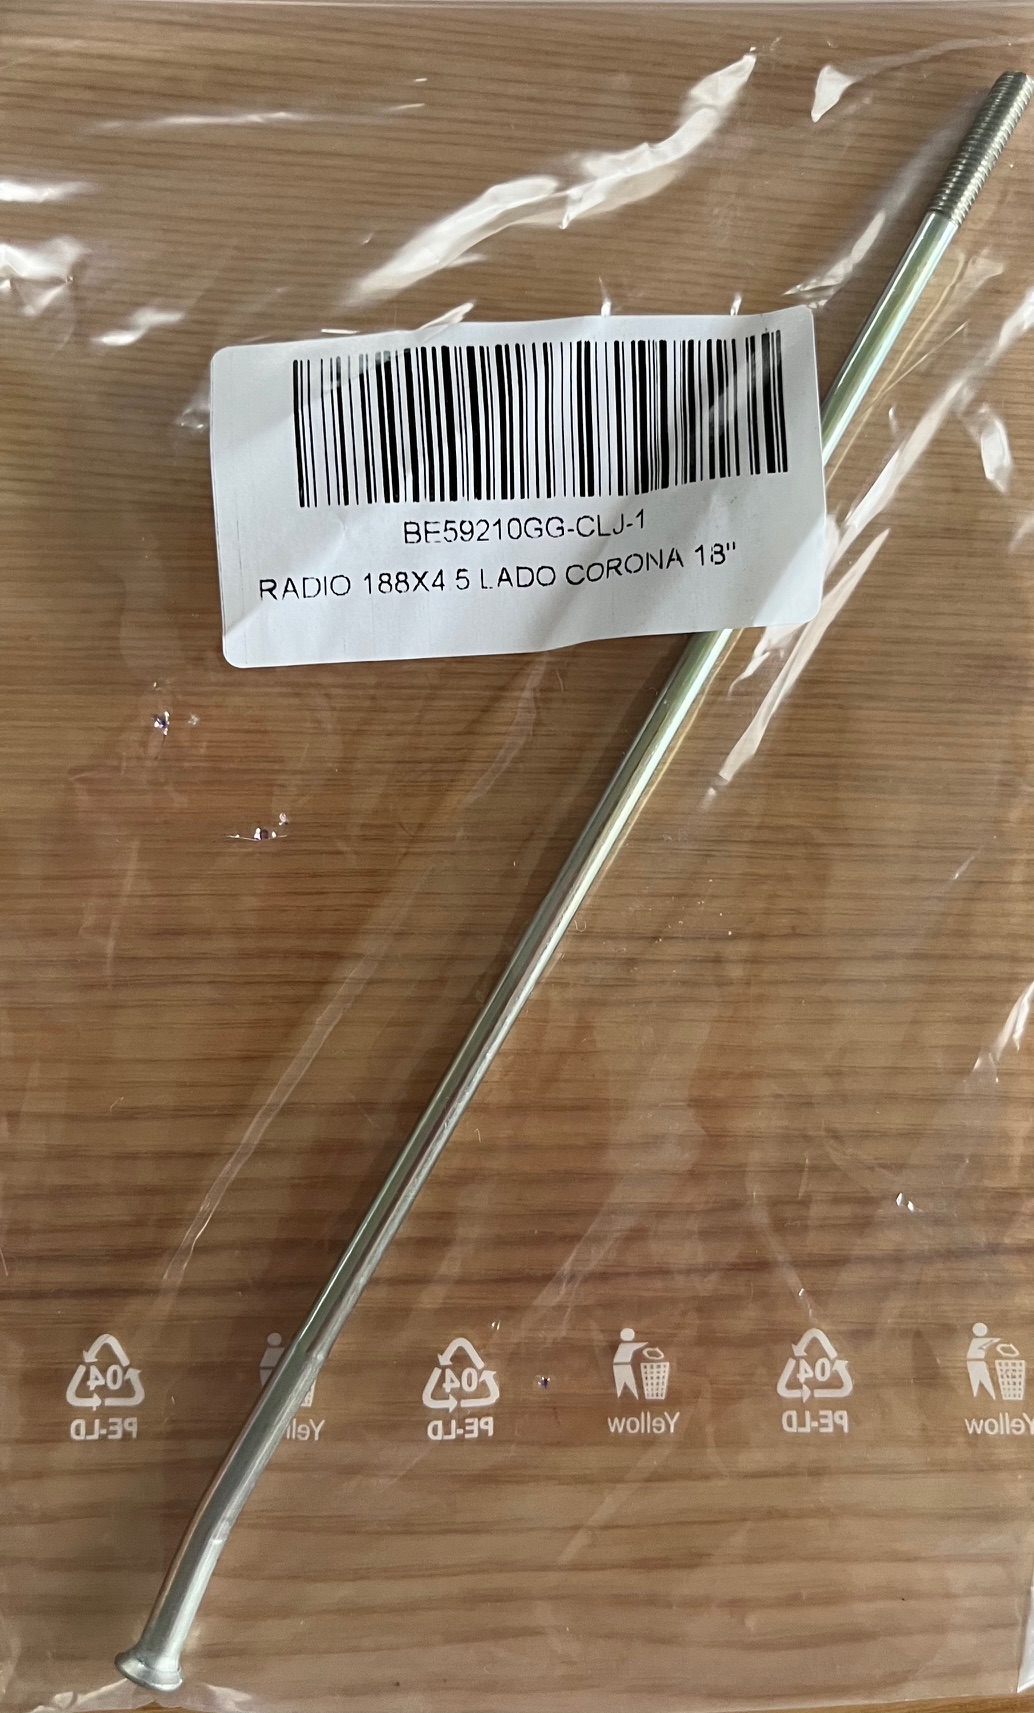 BE59210GG-CLJ-1
RADIO 188X4 5 LADO CORONA 18"
04 04 04
PE-LD Yellow PE-LD Yellow PE-LD Yellow